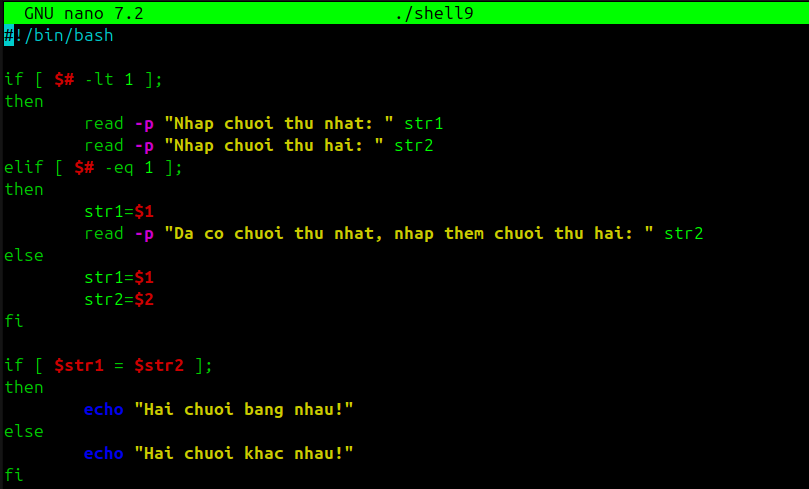 GNU nano 7.2 ./shell9
#!/bin/bash
if [ $# -lt 1 ];
then
read -p "Nhap chuoi thu nhat: " str1
read -p "Nhap chuoi thu hai: " str2
elif [ $# -eq 1 ];
then
str1=$1
read -p "Da co chuoi thu nhat, nhap them chuoi thu hai: " str2
else
str1=$1
str2=$2
fi
if [ $str1 = $str2 ];
then
echo "Hai chuoi bang nhau!"
else
echo "Hai chuoi khac nhau!"
fi